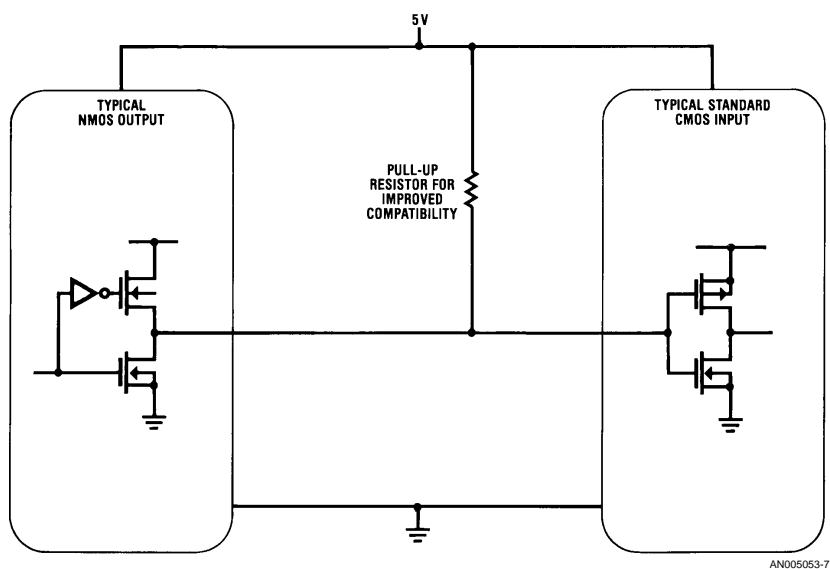 5V
TYPICAL
NMOS OUTPUT
TYPICAL STANDARD
CMOS INPUT
PULL-UP
RESISTOR FOR
IMPROVED
COMPATIBILITY
AN005053-7